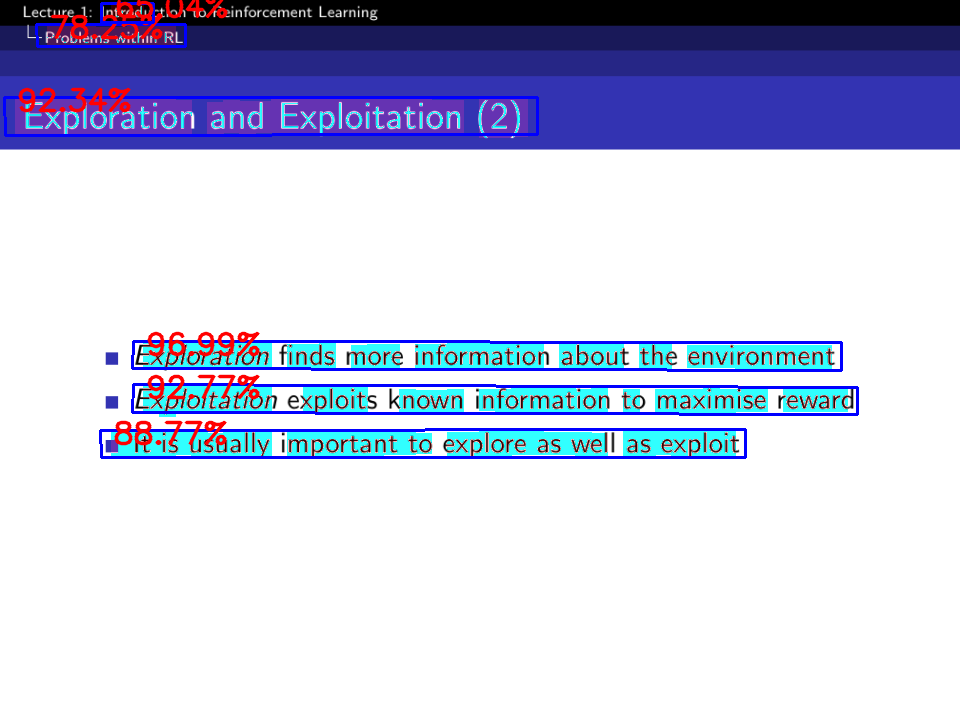 Lecture 1: Introduction to Reinforcement Learning
65.04%
Problems within RL
78.25%
Exploration and Exploitation (2)
92.34%
Exploration finds more information about the environment
96.99%
Exploitation exploits known information to maximise reward
92.77%
It is usually important to explore as well as exploit
88.77%